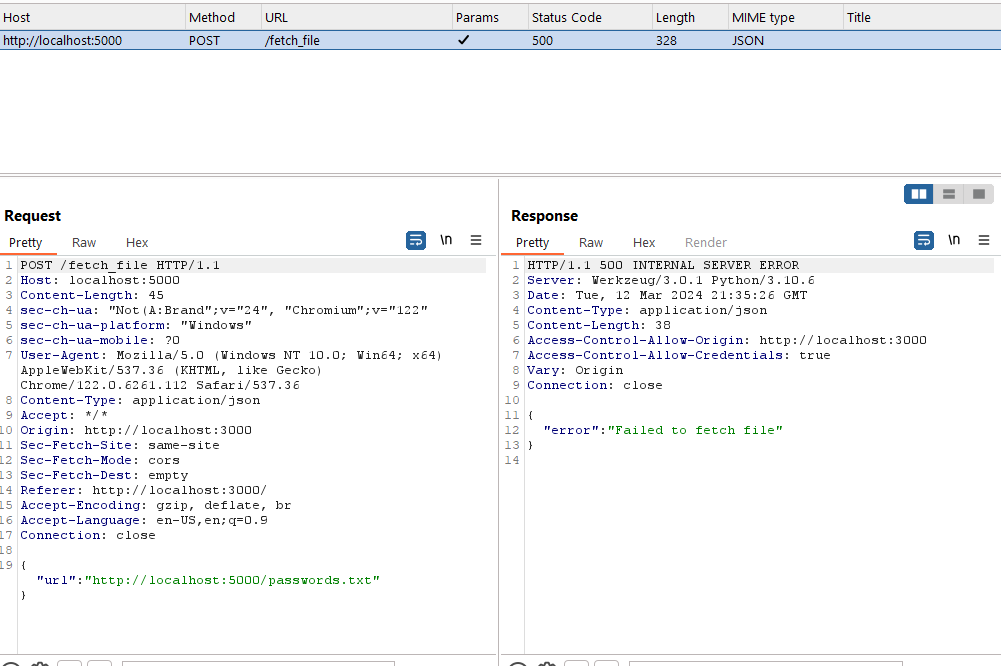 Host Method URL Params Status Code Length MIME type Title
http://localhost:5000 POST /fetch_file ✓ 500 328 JSON
Request
Pretty Raw Hex \n
1 POST /fetch_file HTTP/1.1
2 Host: localhost:5000
3 Content-Length: 45
4 sec-ch-ua: "Not(A:Brand";v="24", "Chromium";v="122"
5 sec-ch-ua-platform: "Windows"
6 sec-ch-ua-mobile: ?0
7 User-Agent: Mozilla/5.0 (Windows NT 10.0; Win64; x64)
AppleWebKit/537.36 (KHTML, like Gecko)
Chrome/122.0.6261.112 Safari/537.36
8 Content-Type: application/json
9 Accept: */*
10 Origin: http://localhost:3000
11 Sec-Fetch-Site: same-site
12 Sec-Fetch-Mode: cors
13 Sec-Fetch-Dest: empty
14 Referer: http://localhost:3000/
15 Accept-Encoding: gzip, deflate, br
16 Accept-Language: en-US,en;q=0.9
17 Connection: close
18
19 {
"url":"http://localhost:5000/passwords.txt"
}
Response
Pretty Raw Hex Render \n
1 HTTP/1.1 500 INTERNAL SERVER ERROR
2 Server: Werkzeug/3.0.1 Python/3.10.6
3 Date: Tue, 12 Mar 2024 21:35:26 GMT
4 Content-Type: application/json
5 Content-Length: 38
6 Access-Control-Allow-Origin: http://localhost:3000
7 Access-Control-Allow-Credentials: true
8 Vary: Origin
9 Connection: close
10
11 {
12 "error":"Failed to fetch file"
13 }
14